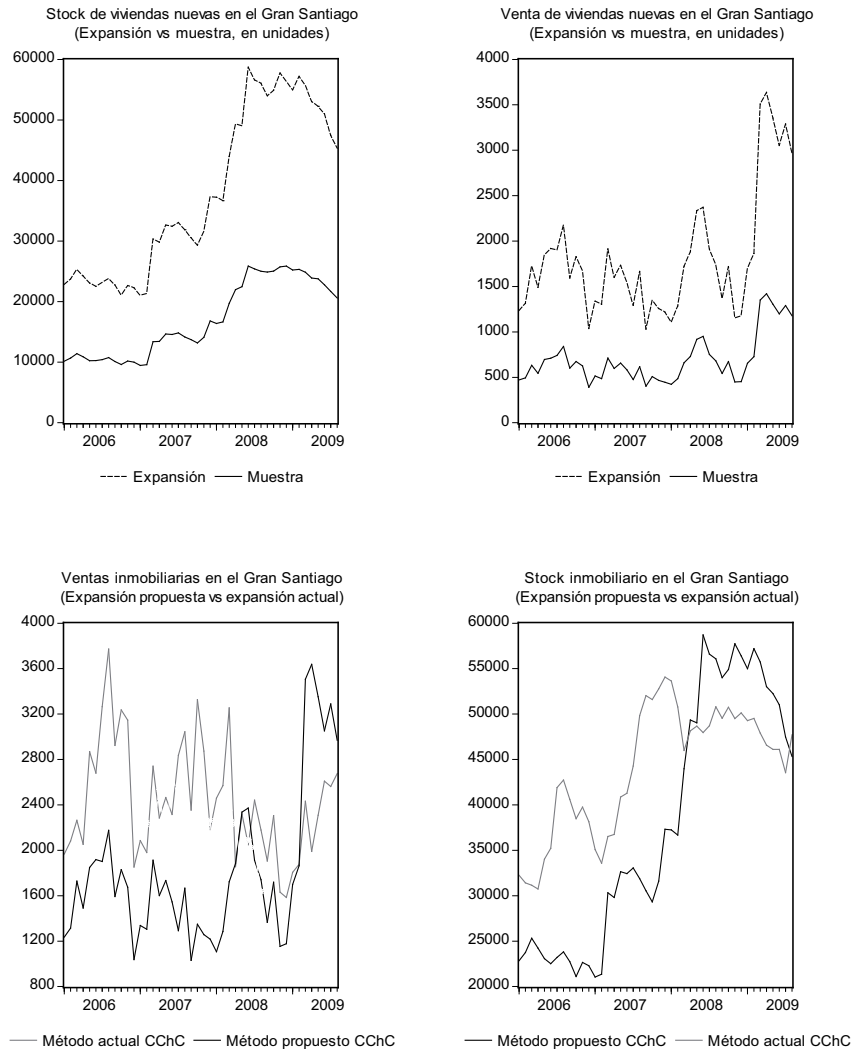 Stock de viviendas nuevas en el Gran Santiago
(Expansión vs muestra, en unidades)
60000
50000
40000
30000
20000
10000
0
2006 2007 2008 2009
Expansión Muestra
Venta de viviendas nuevas en el Gran Santiago
(Expansión vs muestra, en unidades)
4000
3500
3000
2500
2000
1500
1000
500
0
2006 2007 2008 2009
Expansión Muestra
Ventas inmobiliarias en el Gran Santiago
(Expansión propuesta vs expansión actual)
4000
3600
3200
2800
2400
2000
1600
1200
800
2006 2007 2008 2009
Método actual CChC Método propuesto CChC
Stock inmobiliario en el Gran Santiago
(Expansión propuesta vs expansión actual)
60000
55000
50000
45000
40000
35000
30000
25000
20000
2006 2007 2008 2009
Método propuesto CChC Método actual CChC